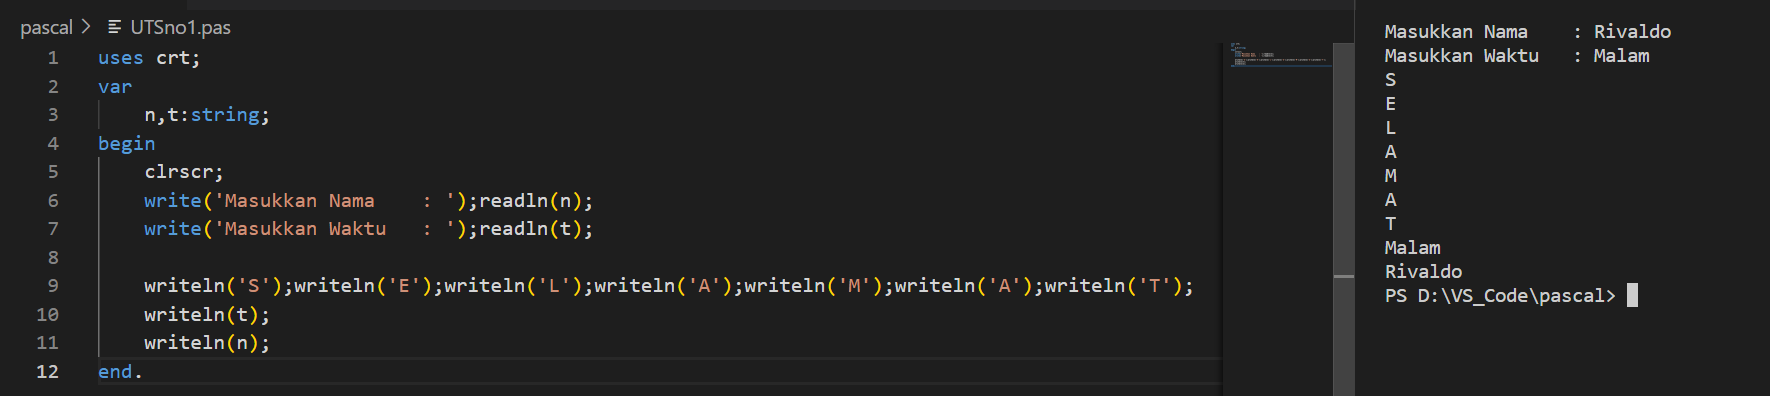 pascal > UTSno1.pas
1 uses crt;
2 var
3     n,t:string;
4 begin
5     clrscr;
6     write('Masukkan Nama    : ');readln(n);
7     write('Masukkan Waktu   : ');readln(t);
8
9     writeln('S');writeln('E');writeln('L');writeln('A');writeln('M');writeln('A');writeln('T');
10     writeln(t);
11     writeln(n);
12 end.
Masukkan Nama    : Rivaldo
Masukkan Waktu   : Malam
S
E
L
A
M
A
T
Malam
Rivaldo
PS D:\VS_Code\pascal>